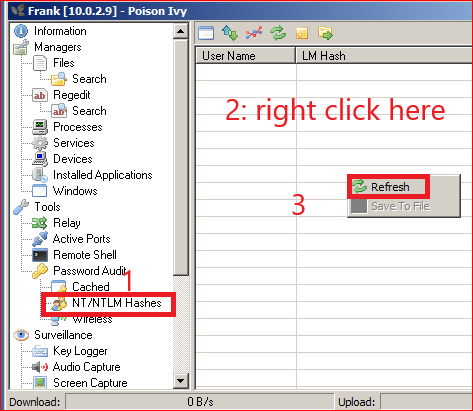 Frank [10.0.2.9] - Poison Ivy
Information
Managers
Files
Search
Regedit
Search
Processes
Services
Devices
Installed Applications
Windows
Tools
Relay
Active Ports
Remote Shell
Password Audit
Cached
NT/NTLM Hashes
Wireless
Surveillance
Key Logger
Audio Capture
Screen Capture
1
User Name LM Hash
2: right click here
3
Refresh
Save To File
Download: 0 B/s Upload: